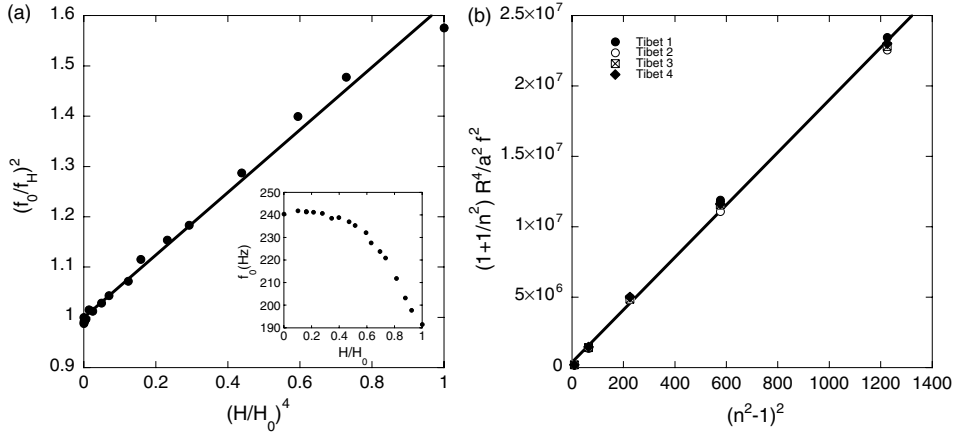 (a)
1.6
1.5
1.4
1.3
1.2
1.1
1
0.9
(f₀/f_H)²
0 0.2 0.4 0.6 0.8 1
(H/H₀)⁴
250
240
230
220
210
200
190
f₀(Hz)
0 0.2 0.4 0.6 0.8 1
H/H₀
(b)
2.5×10⁷
2×10⁷
1.5×10⁷
1×10⁷
5×10⁶
0
(1+1/n²) R⁴/a² f²
Tibet 1
Tibet 2
Tibet 3
Tibet 4
0 200 400 600 800 1000 1200 1400
(n²-1)²